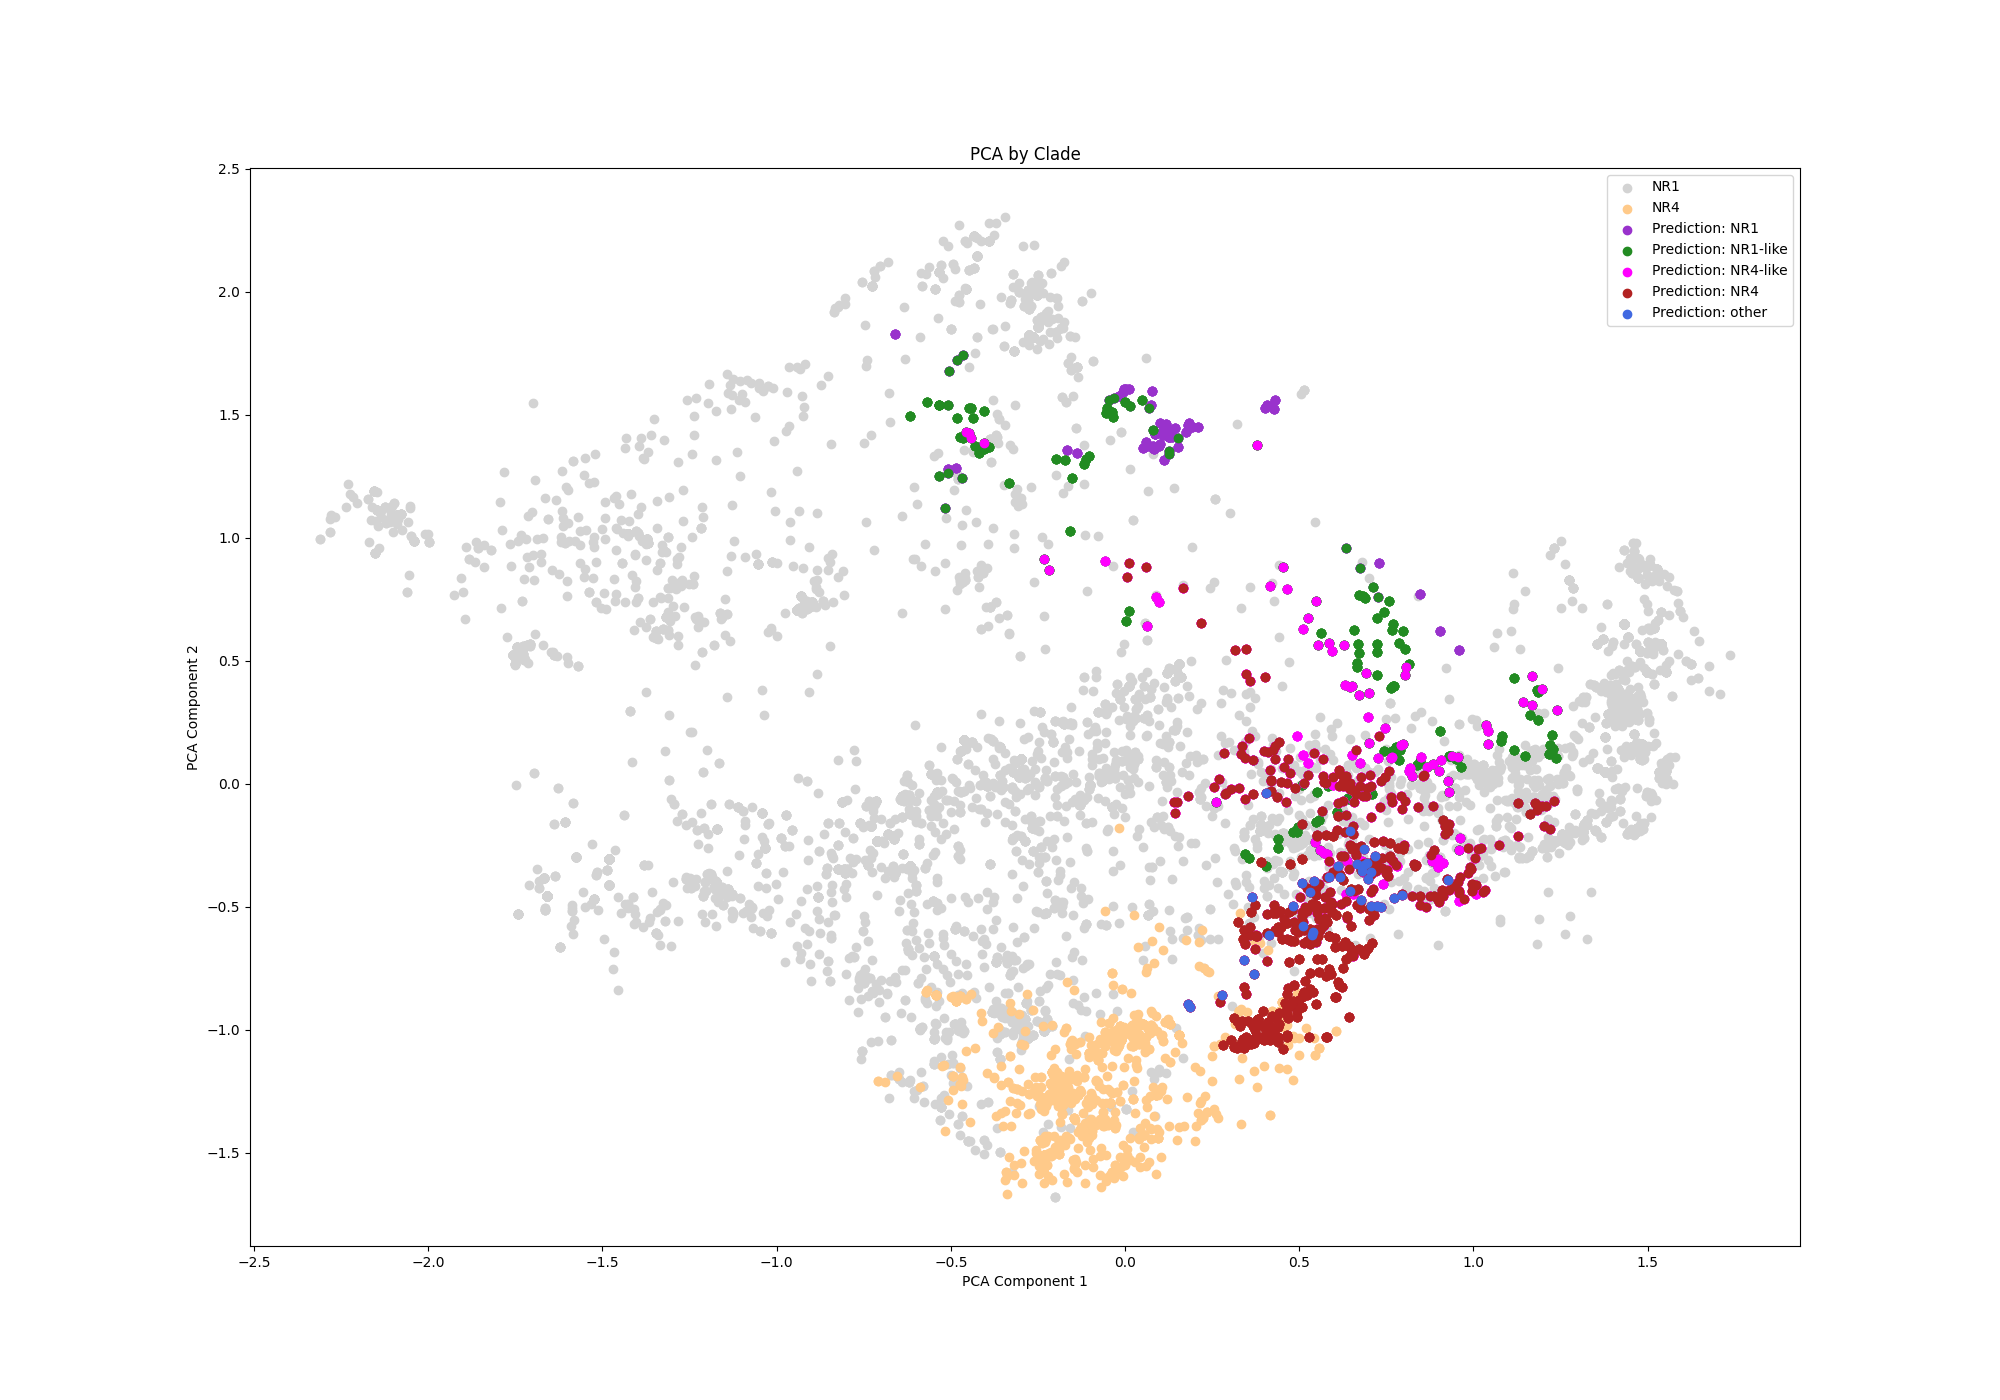 PCA by Clade
NR1
NR4
Prediction: NR1
Prediction: NR1-like
Prediction: NR4-like
Prediction: NR4
Prediction: other
2.5
2.0
1.5
1.0
0.5
0.0
−0.5
−1.0
−1.5
PCA Component 2
−2.5 −2.0 −1.5 −1.0 −0.5 0.0 0.5 1.0 1.5
PCA Component 1